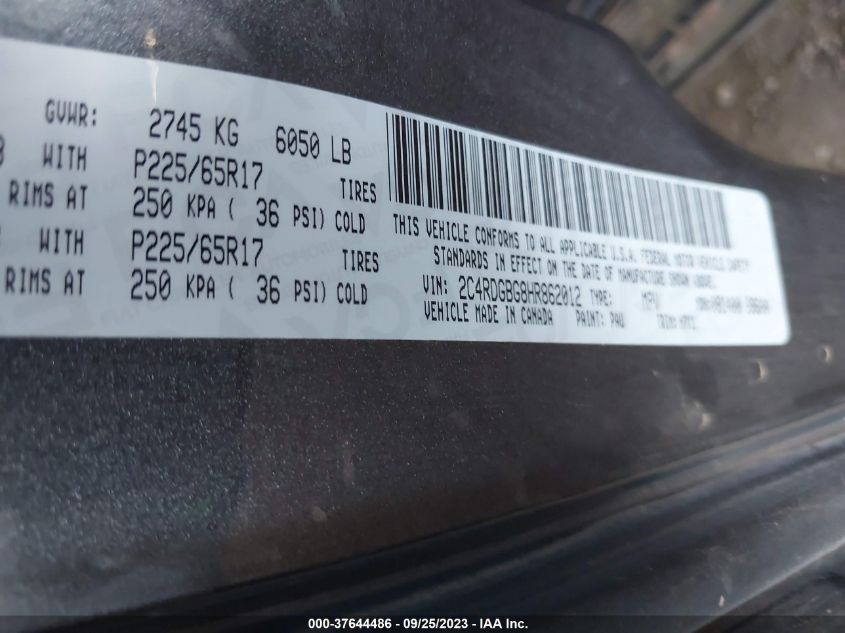 GVWR: 2745 KG 6050 LB
WITH P225/65R17 TIRES
RIMS AT 250 KPA ( 36 PSI) COLD
WITH P225/65R17 TIRES
RIMS AT 250 KPA ( 36 PSI) COLD
THIS VEHICLE CONFORMS TO ALL APPLICABLE U.S.A. FEDERAL MOTOR VEHICLE SAFETY
STANDARDS IN EFFECT ON THE DATE OF MANUFACTURE SHOWN ABOVE.
VIN: 2C4RDGBG8HR862012 TYPE: MPV
VEHICLE MADE IN CANADA PAINT: PAU TRIM:
000-37644486 - 09/25/2023 - IAA Inc.